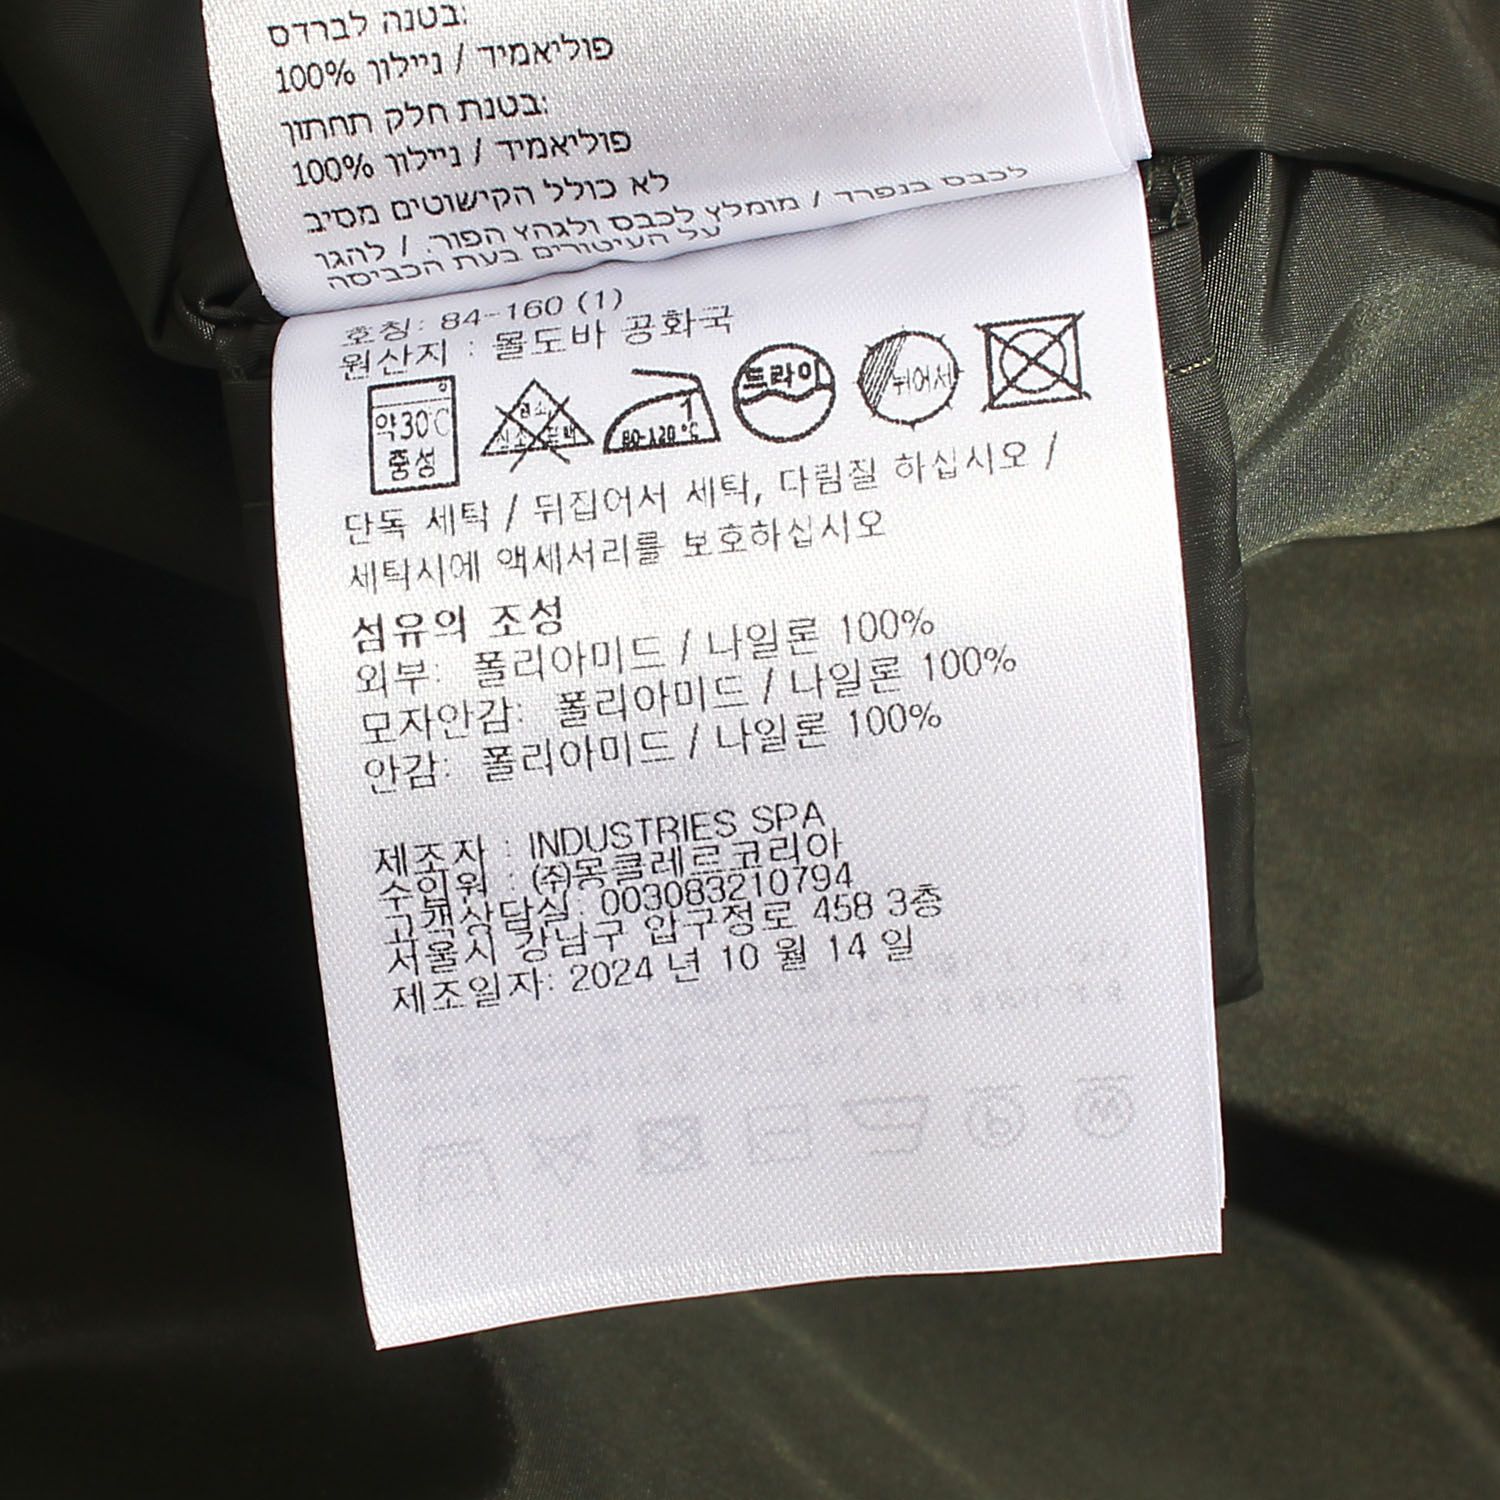 בטנה לברדס:
100% פוליאמיד / ניילון
בטנת חלק תחתון:
100% פוליאמיד / ניילון
לא כולל הקישוטים מסיב
לכבס בנפרד / מומלץ לכבס ולגהץ הפור. / להגן
על העיטורים בעת הכביסה
호칭: 84-160 (1)
원산지 : 몰도바 공화국
약30℃
중성
80-120℃
1
드라이
뉘어서
단독 세탁 / 뒤집어서 세탁, 다림질 하십시오 /
세탁시에 액세서리를 보호하십시오
섬유의 조성
외부: 폴리아미드 / 나일론 100%
모자안감: 폴리아미드 / 나일론 100%
안감: 폴리아미드 / 나일론 100%
제조자 : INDUSTRIES SPA
수입원 : (주)몽클레르코리아
고객상담실: 003083210794
서울시 강남구 압구정로 458 3층
제조일자: 2024 년 10 월 14 일